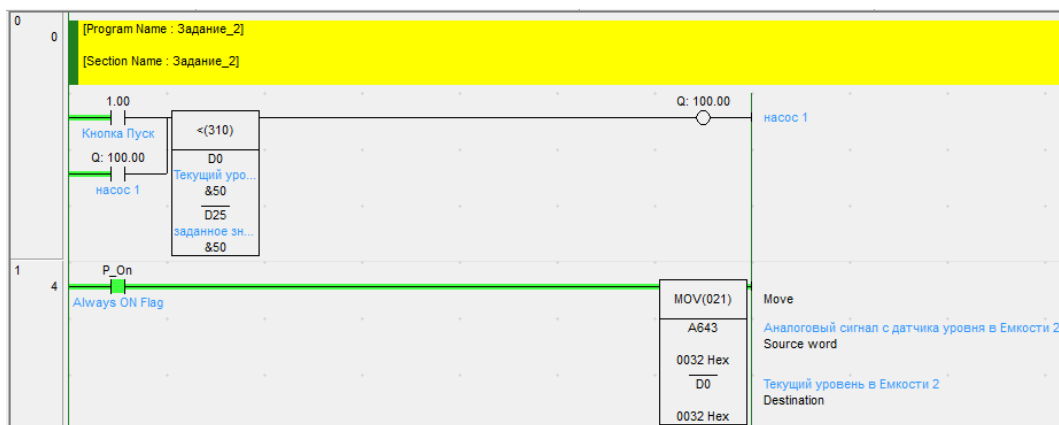 0
0
[Program Name : Задание_2]
[Section Name : Задание_2]
1.00
Кнопка Пуск
<(310)
Q: 100.00
насос 1
Q: 100.00
насос 1
D0
Текущий уро...
&50
D25
заданное зн...
&50
1
4
P_On
Always ON Flag
MOV(021)
Move
A643
Аналоговый сигнал с датчика уровня в Емкости 2
Source word
0032 Hex
D0
Текущий уровень в Емкости 2
Destination
0032 Hex